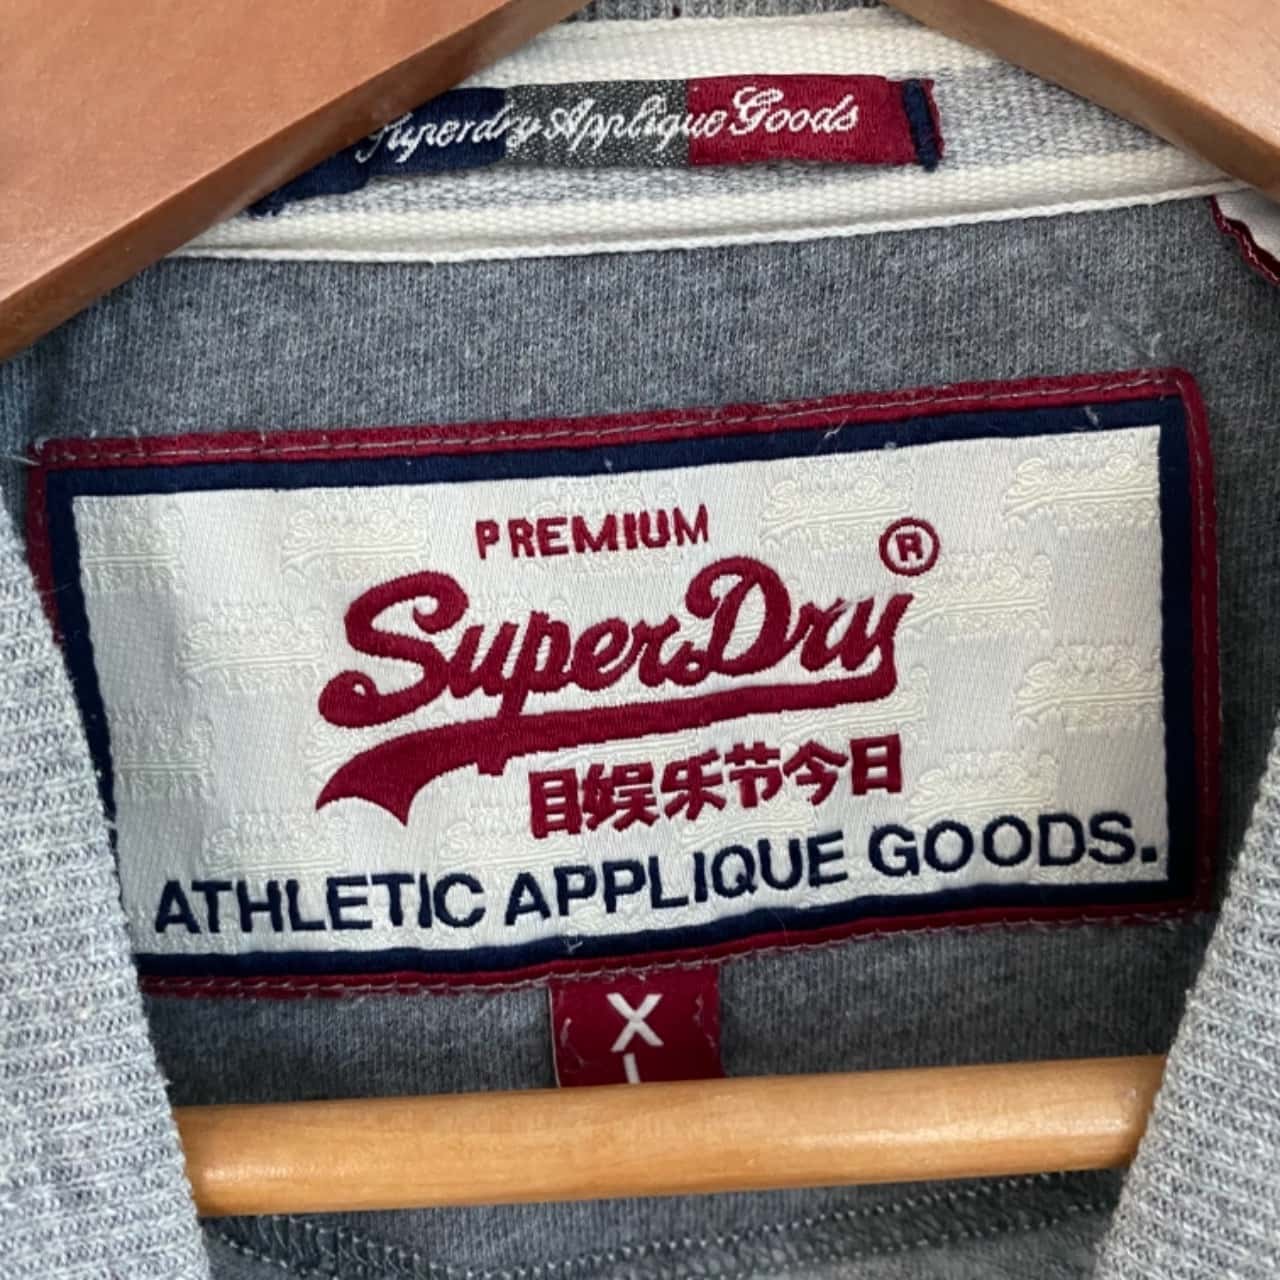 Superdry Applique Goods
PREMIUM
SuperDry ®
目娱乐节今日
ATHLETIC APPLIQUE GOODS.
X